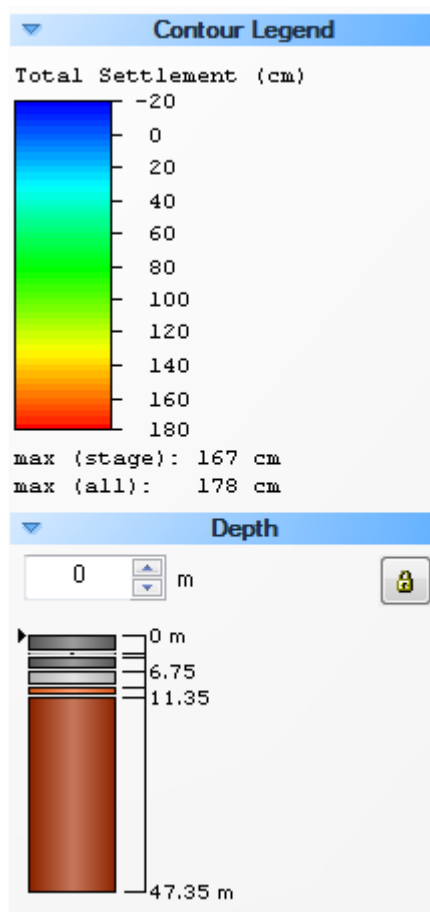 Contour Legend
Total Settlement (cm)
-20
0
20
40
60
80
100
120
140
160
180
max (stage): 167 cm
max (all): 178 cm
Depth
0 m
0 m
6.75
11.35
47.35 m